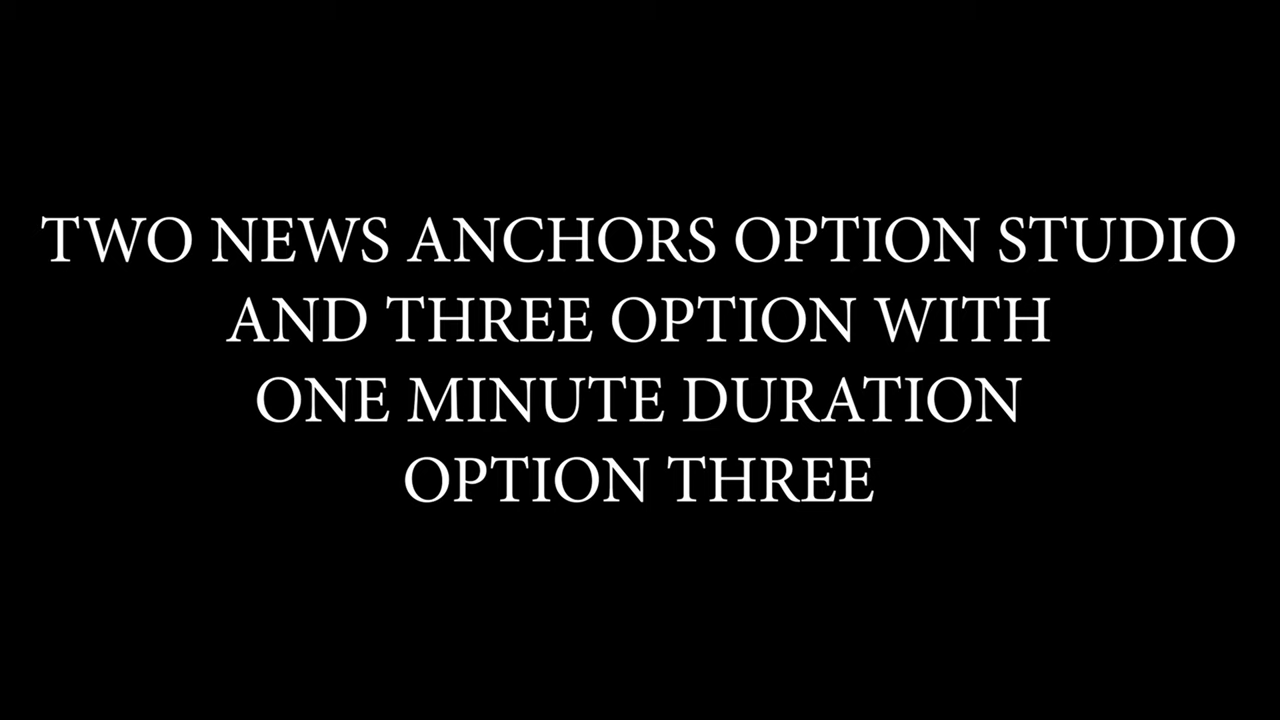 TWO NEWS ANCHORS OPTION STUDIO
AND THREE OPTION WITH
ONE MINUTE DURATION
OPTION THREE